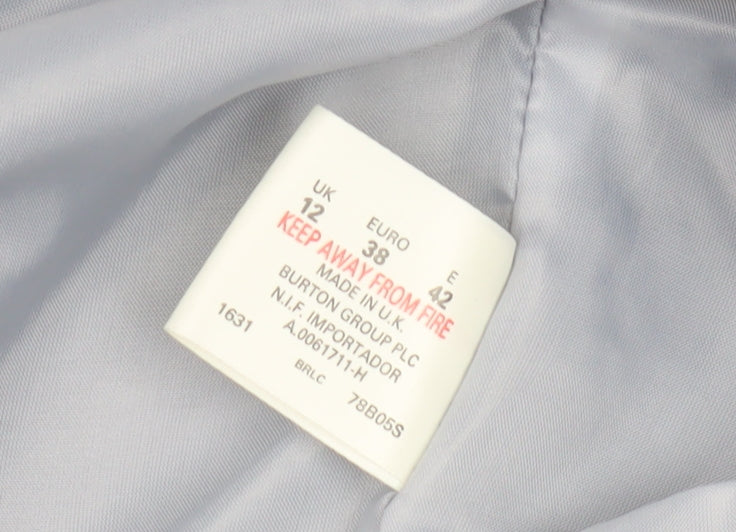 UK EURO E
12 38 42
KEEP AWAY FROM FIRE
MADE IN U.K.
BURTON GROUP PLC
N.I.F. IMPORTADOR
1631 A.0061711-H
BRLC 78B05S